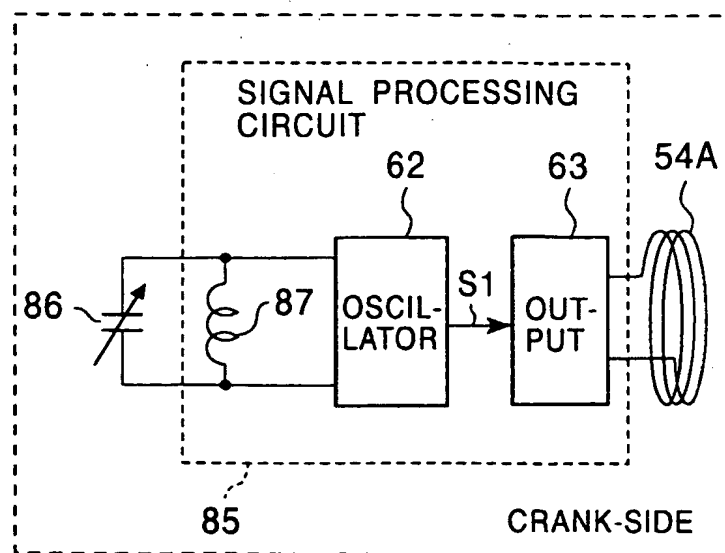 SIGNAL PROCESSING
CIRCUIT
54A
62
63
86
87
OSCIL-
LATOR
S1
OUT-
PUT
85
CRANK-SIDE